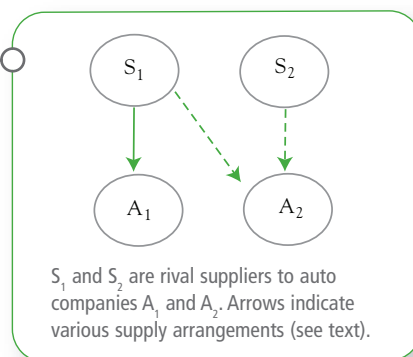 S₁ S₂
A₁ A₂
S₁ and S₂ are rival suppliers to auto
companies A₁ and A₂. Arrows indicate
various supply arrangements (see text).